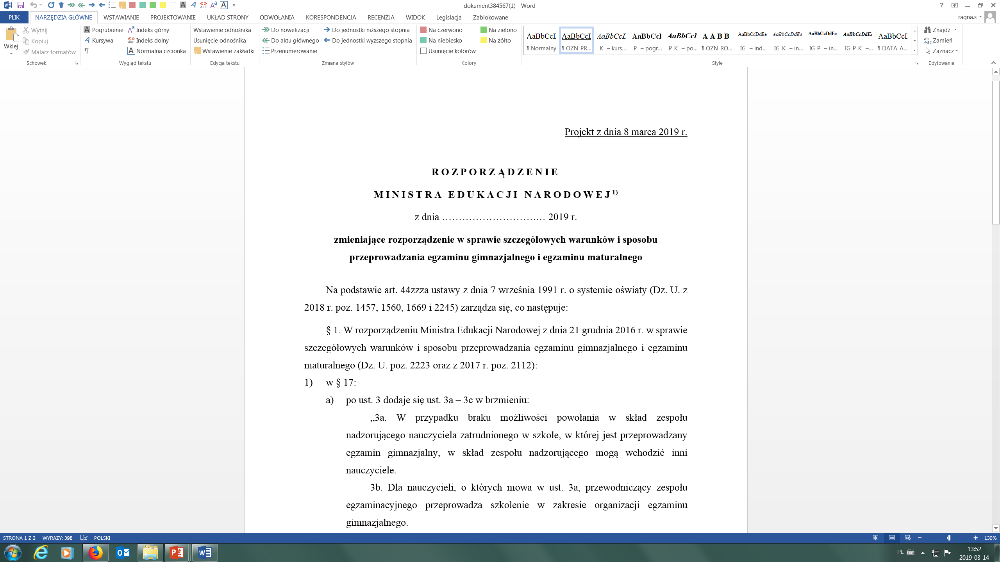 dokument384567(1) - Word
PLIK NARZĘDZIA GŁÓWNE WSTAWIANIE PROJEKTOWANIE UKŁAD STRONY ODWOŁANIA KORESPONDENCJA RECENZJA WIDOK Legislacja Zablokowane ragna.s
Wklej
Wytnij
Kopiuj
Malarz formatów
Schowek
Pogrubienie
Kursywa
Indeks górny
Indeks dolny
Normalna czcionka
Wygląd tekstu
Wstawienie odnośnika
Usunięcie odnośnika
Wstawienie zakładki
Edycja tekstu
Do nowelizacji
Do aktu głównego
Przenumerowanie
Do jednostki niższego stopnia
Do jednostki wyższego stopnia
Zmiana stylów
Na czerwono
Na niebiesko
Usunięcie kolorów
Na zielono
Na żółto
Kolory
AaBbCcI AaBbCcI AaBbCcL AaBbCcI AaBbCcI A A B B AaBbCcDdEe AaBbCcDdEe AaBbCcDdEe AaBbCcDdEe AaBbCcI
¶ Normalny ¶ OZN_PR... _K_ – kurs... _P_ – pogr... _P_K_ – po... ¶ OZN_RO... _IG_ – ind... _IG_K_ – in... _IG_P_ – in... _IG_P_K_ –... ¶ DATA_A...
Style
Znajdź
Zamień
Zaznacz
Edytowanie
Projekt z dnia 8 marca 2019 r.
ROZPORZĄDZENIE
MINISTRA EDUKACJI NARODOWEJ1)
z dnia ……………………….… 2019 r.
zmieniające rozporządzenie w sprawie szczegółowych warunków i sposobu
przeprowadzania egzaminu gimnazjalnego i egzaminu maturalnego
Na podstawie art. 44zzza ustawy z dnia 7 września 1991 r. o systemie oświaty (Dz. U. z
2018 r. poz. 1457, 1560, 1669 i 2245) zarządza się, co następuje:
§ 1. W rozporządzeniu Ministra Edukacji Narodowej z dnia 21 grudnia 2016 r. w sprawie
szczegółowych warunków i sposobu przeprowadzania egzaminu gimnazjalnego i egzaminu
maturalnego (Dz. U. poz. 2223 oraz z 2017 r. poz. 2112):
1) w § 17:
a) po ust. 3 dodaje się ust. 3a – 3c w brzmieniu:
„3a. W przypadku braku możliwości powołania w skład zespołu
nadzorującego nauczyciela zatrudnionego w szkole, w której jest przeprowadzany
egzamin gimnazjalny, w skład zespołu nadzorującego mogą wchodzić inni
nauczyciele.
3b. Dla nauczycieli, o których mowa w ust. 3a, przewodniczący zespołu
egzaminacyjnego przeprowadza szkolenie w zakresie organizacji egzaminu
gimnazjalnego.
STRONA 1 Z 2 WYRAZY: 398 POLSKI 130%
PL 13:52
2019-03-14